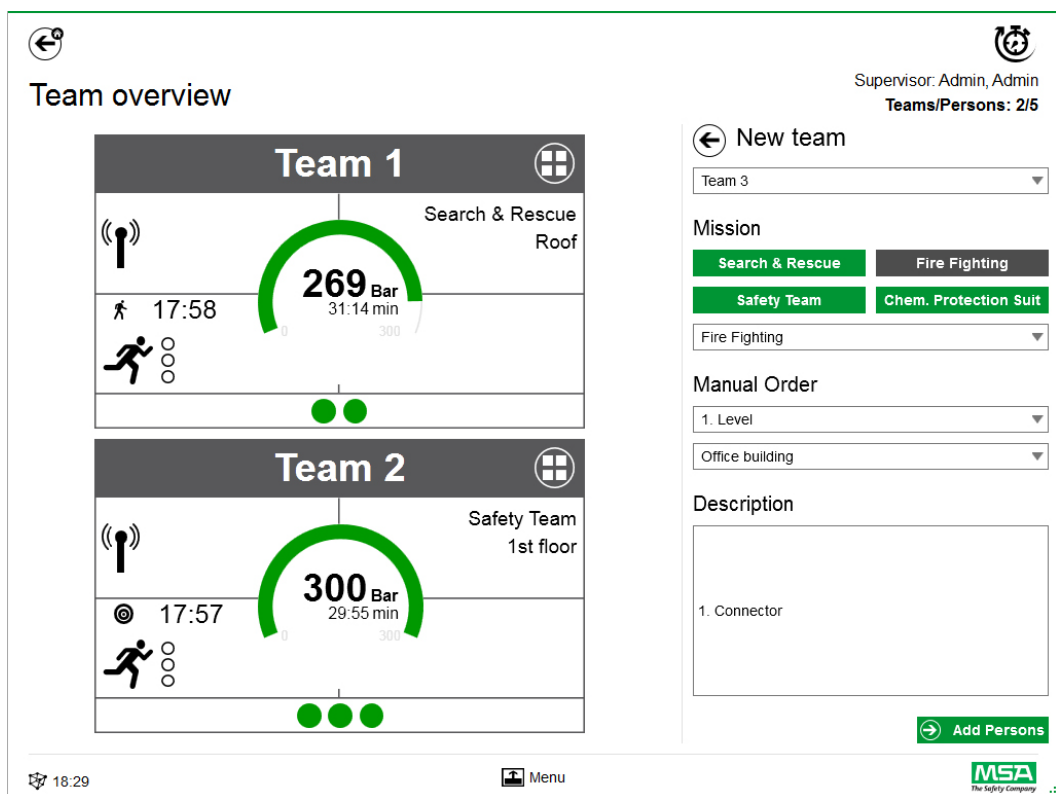 Supervisor: Admin, Admin
Team overview
Teams/Persons: 2/5
Team 1
Search & Rescue
Roof
269 Bar
31:14 min
17:58
0
300
Team 2
Safety Team
1st floor
300 Bar
29:55 min
17:57
0
300
New team
Team 3
Mission
Search & Rescue
Fire Fighting
Safety Team
Chem. Protection Suit
Fire Fighting
Manual Order
1. Level
Office building
Description
1. Connector
Add Persons
18:29
Menu
MSA
The Safety Company